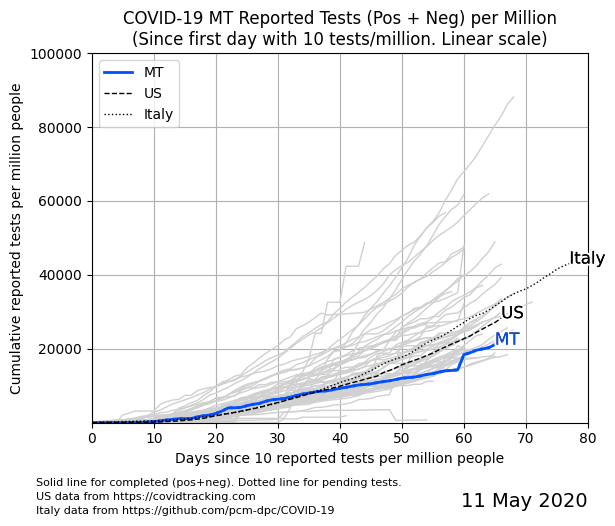 COVID-19 MT Reported Tests (Pos + Neg) per Million
(Since first day with 10 tests/million. Linear scale)
Cumulative reported tests per million people
100000
80000
60000
40000
20000
MT
US
Italy
Italy
US
MT
0 10 20 30 40 50 60 70 80
Days since 10 reported tests per million people
Solid line for completed (pos+neg). Dotted line for pending tests.
US data from https://covidtracking.com
Italy data from https://github.com/pcm-dpc/COVID-19
11 May 2020